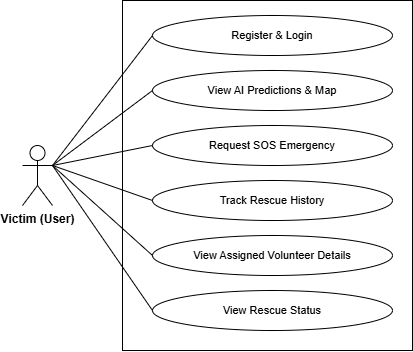 Register & Login
View AI Predictions & Map
Request SOS Emergency
Track Rescue History
Victim (User)
View Assigned Volunteer Details
View Rescue Status